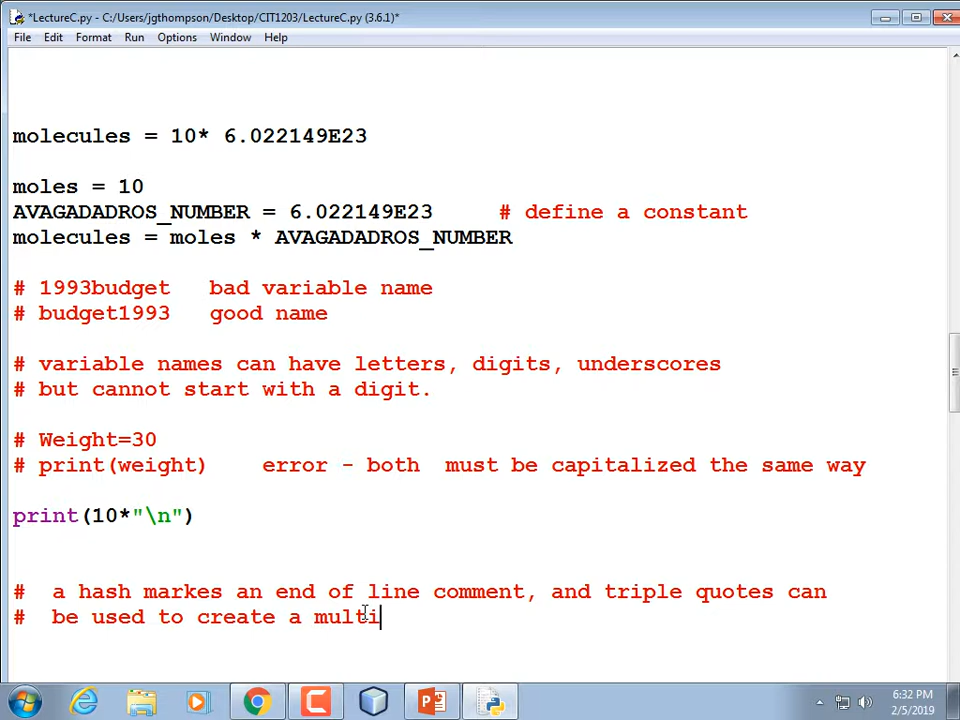 *LectureC.py - C:/Users/jgthompson/Desktop/CIT1203/LectureC.py (3.6.1)*
File Edit Format Run Options Window Help
molecules = 10* 6.022149E23
moles = 10
AVAGADADROS_NUMBER = 6.022149E23     # define a constant
molecules = moles * AVAGADADROS_NUMBER
# 1993budget   bad variable name
# budget1993   good name
# variable names can have letters, digits, underscores
# but cannot start with a digit.
# Weight=30
# print(weight)    error - both  must be capitalized the same way
print(10*"\n")
#  a hash markes an end of line comment, and triple quotes can
#  be used to create a multi
6:32 PM
2/5/2019